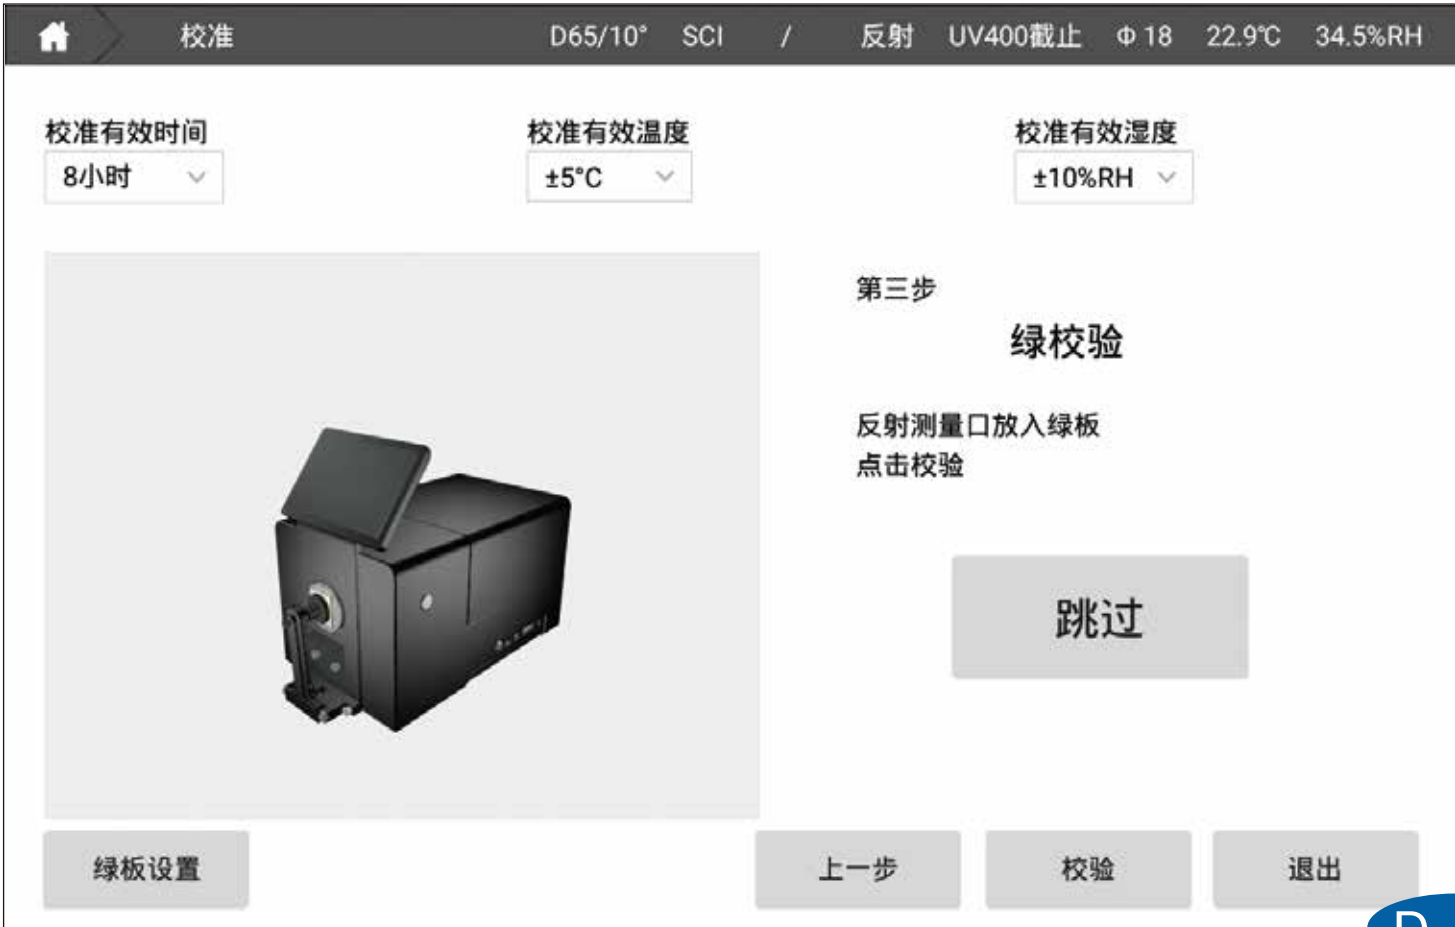 校准 D65/10° SCI / 反射 UV400截止 Φ 18 22.9℃ 34.5%RH
校准有效时间 校准有效温度 校准有效湿度
8小时 ±5°C ±10%RH
第三步
绿校验
反射测量口放入绿板
点击校验
跳过
绿板设置 上一步 校验 退出